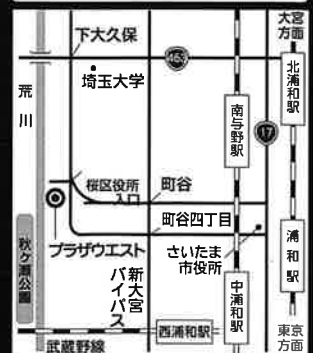 大宮
方面
下大久保
463
埼玉大学
北浦和駅
荒川
南与野駅
17
桜区役所
入口
町谷
町谷四丁目
プラザウエスト
さいたま
市役所
浦和駅
秋ヶ瀬公園
新大宮
バイパス
中浦和駅
西浦和駅
東京
方面
武蔵野線